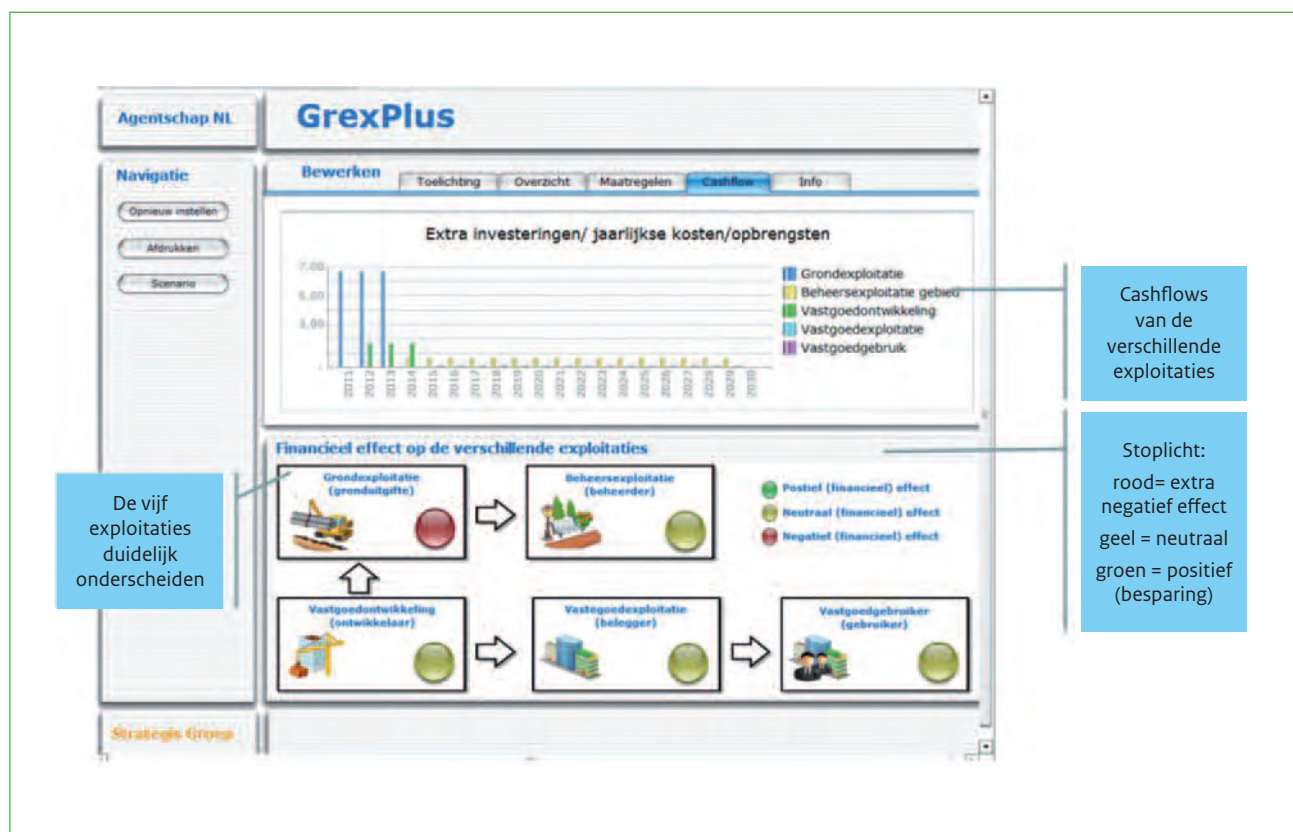 Agentschap NL
GrexPlus
Navigatie
Opnieuw instellen
Afdrukken
Scenario
Bewerken
Toelichting
Overzicht
Maatregelen
Cashflow
Info
Extra investeringen/ jaarlijkse kosten/opbrengsten
7,00
5,00
3,00
2011
2012
2013
2014
2015
2016
2017
2018
2019
2020
2021
2022
2023
2024
2025
2026
2027
2028
2029
2030
Grondexploitatie
Beheersexploitatie gebied
Vastgoedontwikkeling
Vastgoedexploitatie
Vastgoedgebruik
Cashflows
van de
verschillende
exploitaties
Financieel effect op de verschillende exploitaties
Grondexploitatie
(gronduitgifte)
Beheersexploitatie
(beheerder)
Postief (financieel) effect
Neutraal (financieel) effect
Negatief (financieel) effect
Stoplicht:
rood= extra
negatief effect
geel = neutraal
groen = positief
(besparing)
De vijf
exploitaties
duidelijk
onderscheiden
Vastgoedontwikkeling
(ontwikkelaar)
Vastegoedexploitatie
(belegger)
Vastgoedgebruiker
(gebruiker)
Strategis Groep